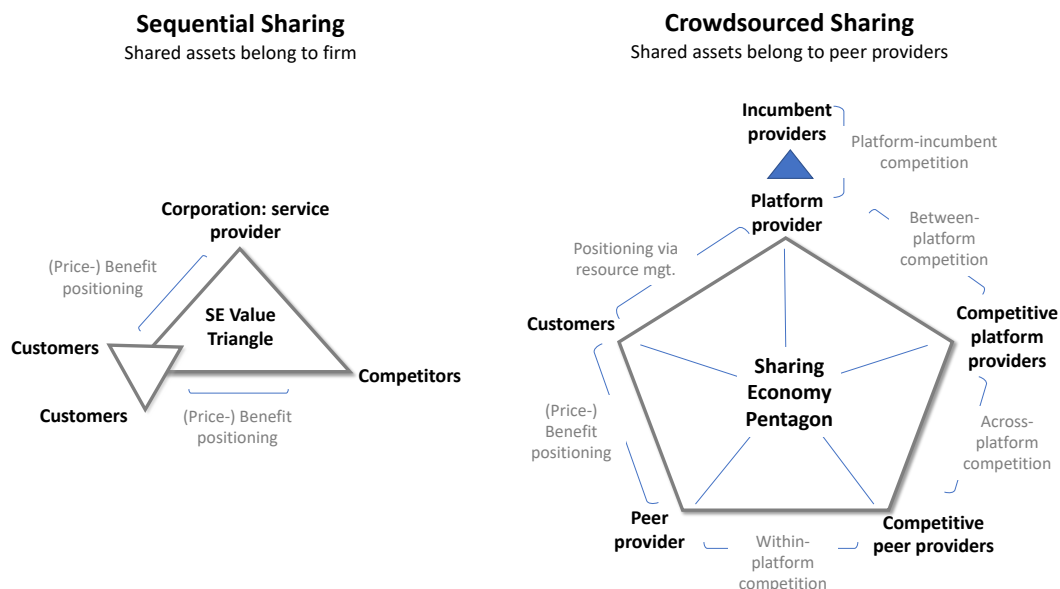 Sequential Sharing
Shared assets belong to firm
Corporation: service
provider
(Price-) Benefit
positioning
SE Value
Triangle
Customers
Competitors
Customers
(Price-) Benefit
positioning
Crowdsourced Sharing
Shared assets belong to peer providers
Incumbent
providers
Platform-incumbent
competition
Platform
provider
Between-
platform
competition
Positioning via
resource mgt.
Customers
Competitive
platform
providers
Sharing
Economy
Pentagon
(Price-)
Benefit
positioning
Across-
platform
competition
Peer
provider
Competitive
peer providers
Within-
platform
competition